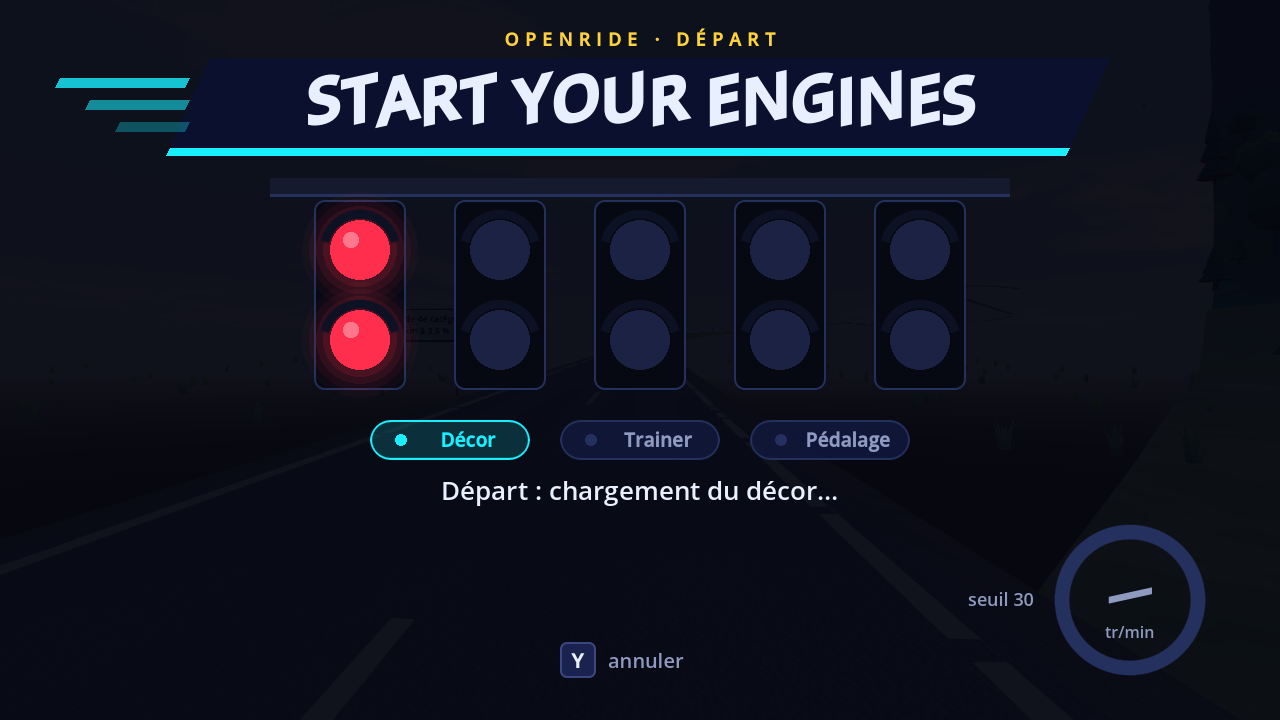 OPENRIDE · DÉPART
START YOUR ENGINES
Décor
Trainer
Pédalage
Départ : chargement du décor...
seuil 30
—
tr/min
Y annuler